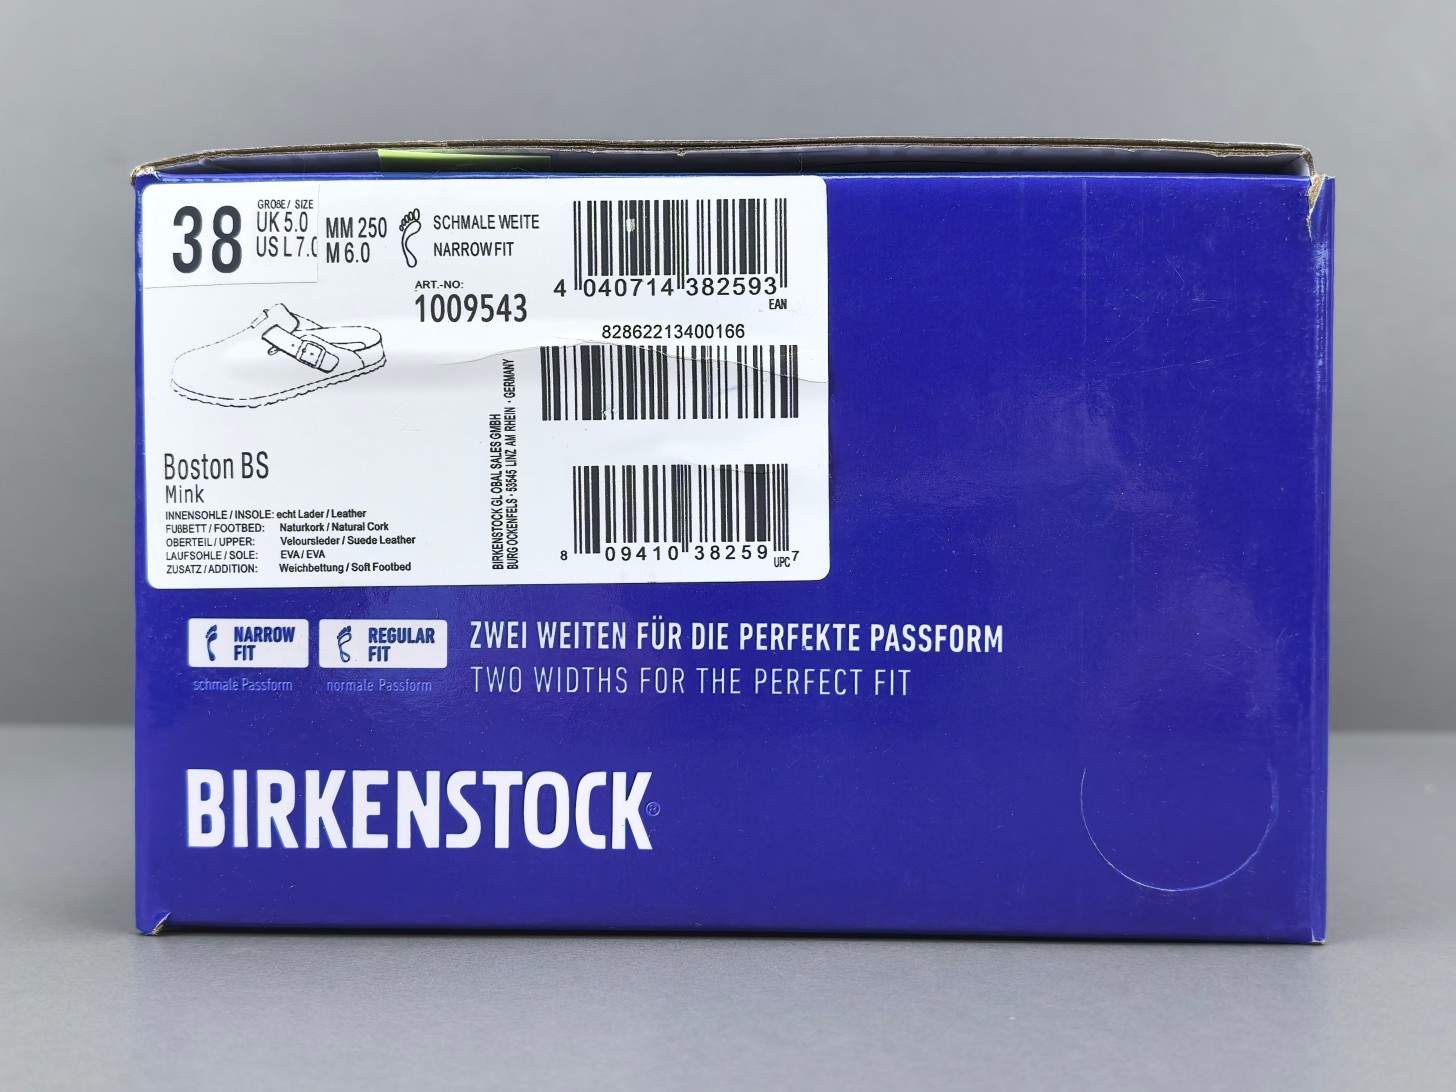 38
GROßE / SIZE
UK 5.0
US L 7.0
MM 250
M 6.0
SCHMALE WEITE
NARROW FIT
ART.-NO:
1009543
4 040714 382593
EAN
82862213400166
BIRKENSTOCK GLOBAL SALES GMBH
BURG OCKENFELS · 53545 LINZ AM RHEIN · GERMANY
Boston BS
Mink
INNENSOHLE / INSOLE: echt Lader / Leather
FUßBETT / FOOTBED: Naturkork / Natural Cork
OBERTEIL / UPPER: Veloursleder / Suede Leather
LAUFSOHLE / SOLE: EVA / EVA
ZUSATZ / ADDITION: Weichbettung / Soft Footbed
8 09410 38259 7
UPC
NARROW FIT
schmale Passform
REGULAR FIT
normale Passform
ZWEI WEITEN FÜR DIE PERFEKTE PASSFORM
TWO WIDTHS FOR THE PERFECT FIT
BIRKENSTOCK®